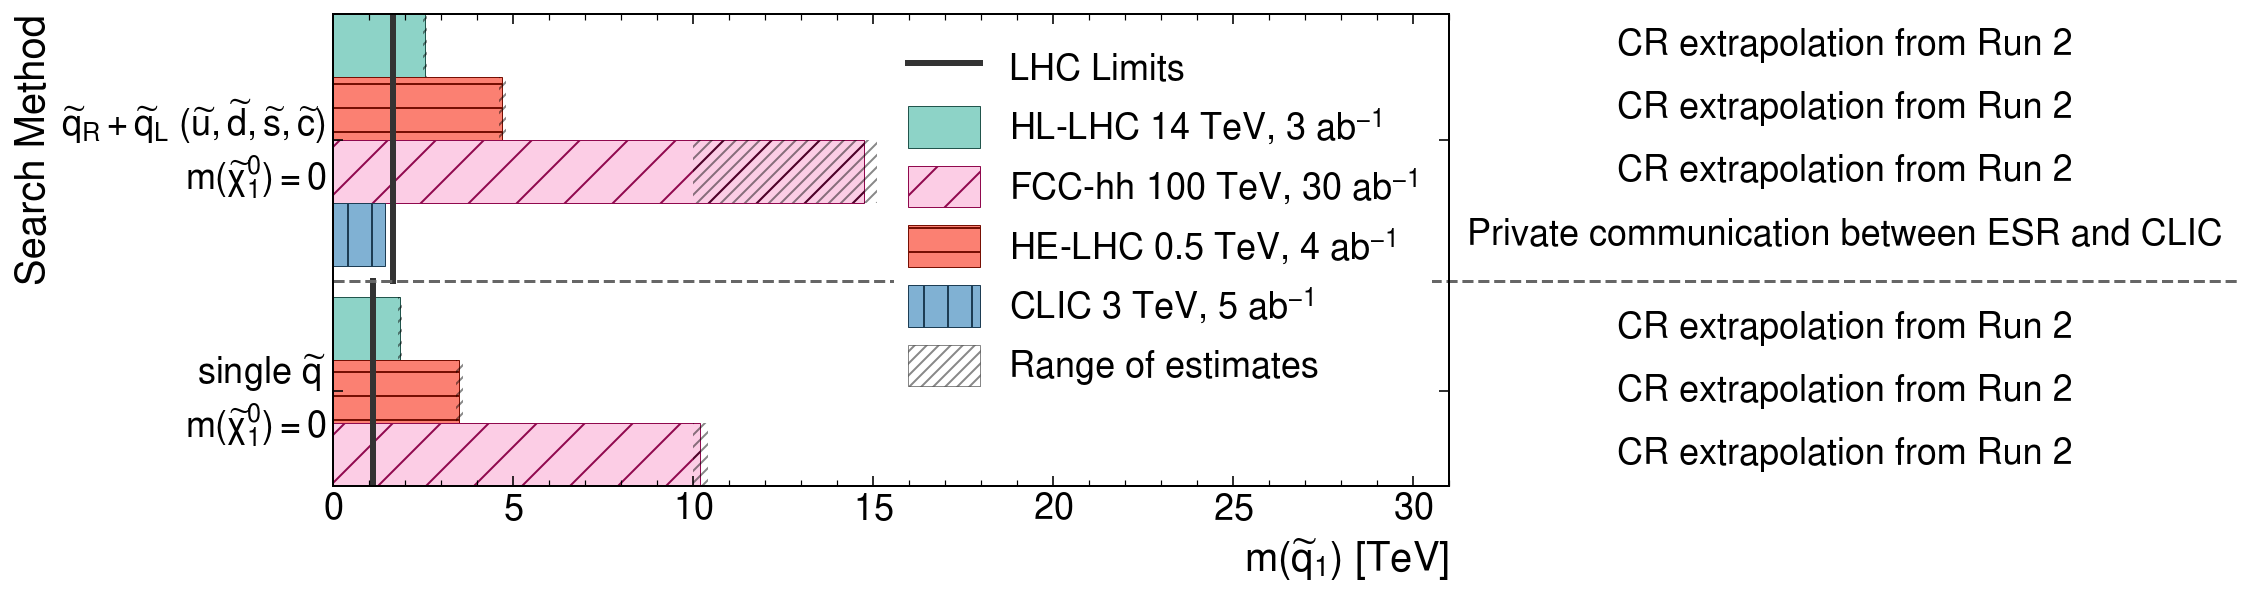 Search Method
q̃R + q̃L (ũ, d̃, s̃, c̃)
m(χ̃⁰₁) = 0
single q̃
m(χ̃⁰₁) = 0
LHC Limits
HL-LHC 14 TeV, 3 ab⁻¹
FCC-hh 100 TeV, 30 ab⁻¹
HE-LHC 0.5 TeV, 4 ab⁻¹
CLIC 3 TeV, 5 ab⁻¹
Range of estimates
CR extrapolation from Run 2
CR extrapolation from Run 2
CR extrapolation from Run 2
Private communication between ESR and CLIC
CR extrapolation from Run 2
CR extrapolation from Run 2
CR extrapolation from Run 2
0 5 10 15 20 25 30
m(q̃₁) [TeV]